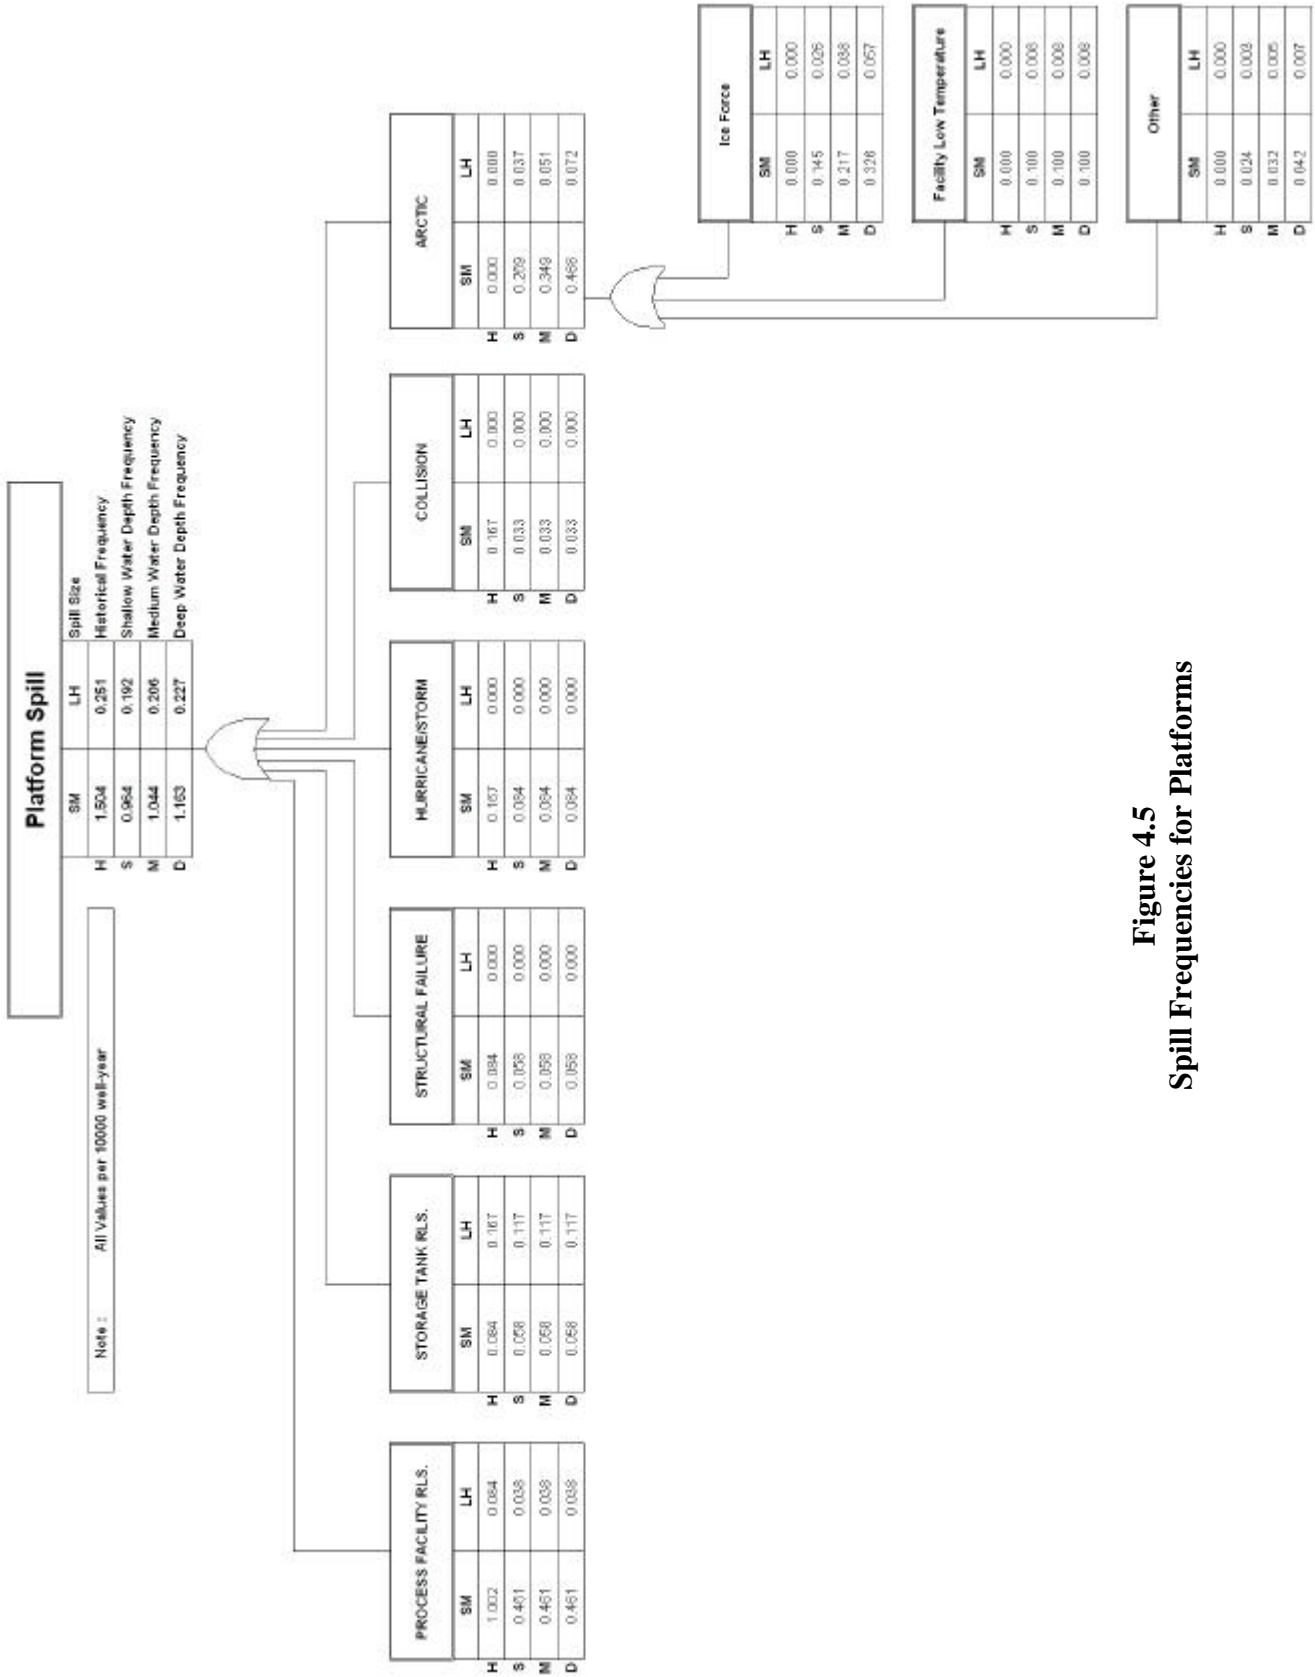 Platform Spill
SM LH Spill Size
H 1.504 0.251 Historical Frequency
S 0.964 0.192 Shallow Water Depth Frequency
M 1.044 0.206 Medium Water Depth Frequency
D 1.163 0.227 Deep Water Depth Frequency
Note : All Values per 10000 well-year
PROCESS FACILITY RLS.
SM LH
H 1.002 0.084
S 0.461 0.038
M 0.461 0.038
D 0.461 0.038
STORAGE TANK RLS.
SM LH
H 0.084 0.167
S 0.058 0.117
M 0.058 0.117
D 0.058 0.117
STRUCTURAL FAILURE
SM LH
H 0.084 0.000
S 0.058 0.000
M 0.058 0.000
D 0.058 0.000
HURRICANE/STORM
SM LH
H 0.167 0.000
S 0.084 0.000
M 0.084 0.000
D 0.084 0.000
COLLISION
SM LH
H 0.167 0.000
S 0.033 0.000
M 0.033 0.000
D 0.033 0.000
ARCTIC
SM LH
H 0.000 0.000
S 0.269 0.037
M 0.349 0.051
D 0.468 0.072
Ice Force
SM LH
H 0.000 0.000
S 0.145 0.026
M 0.217 0.038
D 0.326 0.057
Facility Low Temperature
SM LH
H 0.000 0.000
S 0.100 0.008
M 0.100 0.008
D 0.100 0.008
Other
SM LH
H 0.000 0.000
S 0.024 0.003
M 0.032 0.005
D 0.042 0.007
Figure 4.5
Spill Frequencies for Platforms